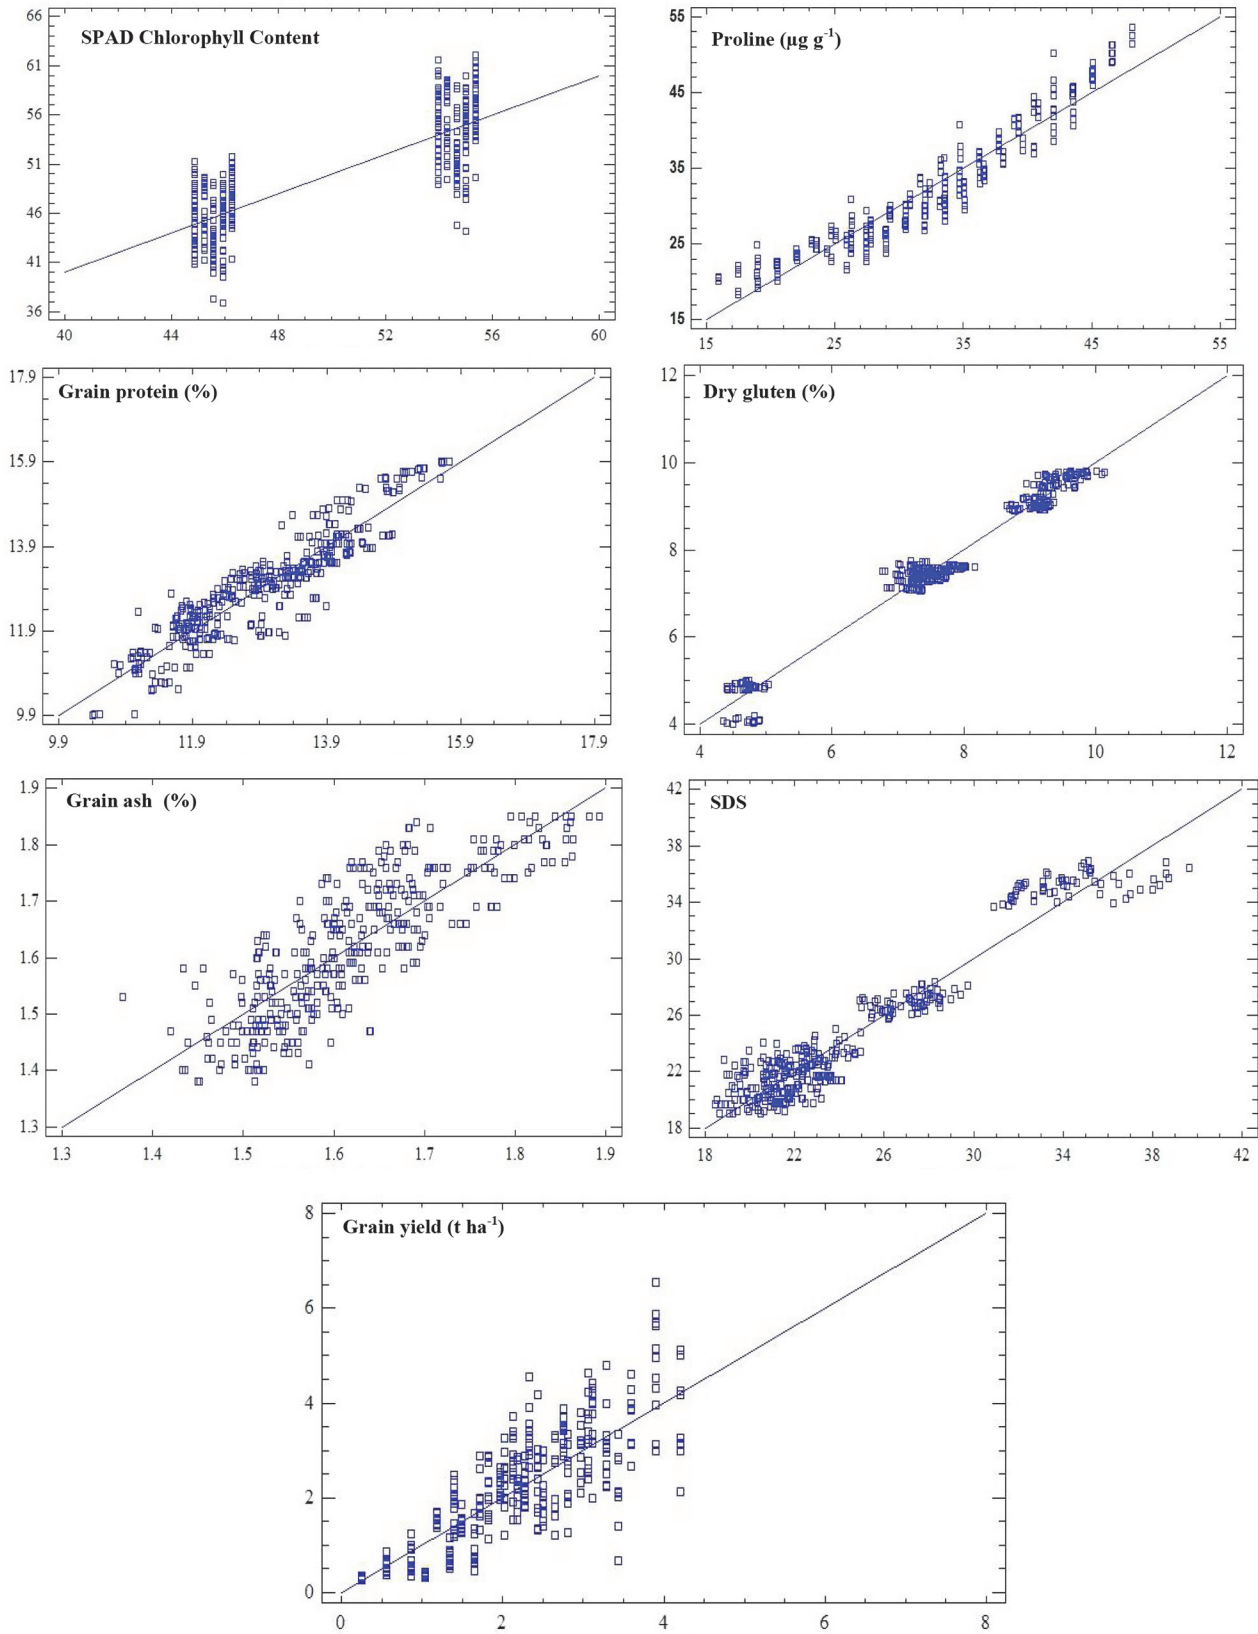 SPAD Chlorophyll Content
66
61
56
51
46
41
36
40 44 48 52 56 60
Proline (µg g⁻¹)
55
45
35
25
15
15 25 35 45 55
Grain protein (%)
17.9
15.9
13.9
11.9
9.9
9.9 11.9 13.9 15.9 17.9
Dry gluten (%)
12
10
8
6
4
4 6 8 10 12
Grain ash (%)
1.9
1.8
1.7
1.6
1.5
1.4
1.3
1.3 1.4 1.5 1.6 1.7 1.8 1.9
SDS
42
38
34
30
26
22
18
18 22 26 30 34 38 42
Grain yield (t ha⁻¹)
8
6
4
2
0
0 2 4 6 8